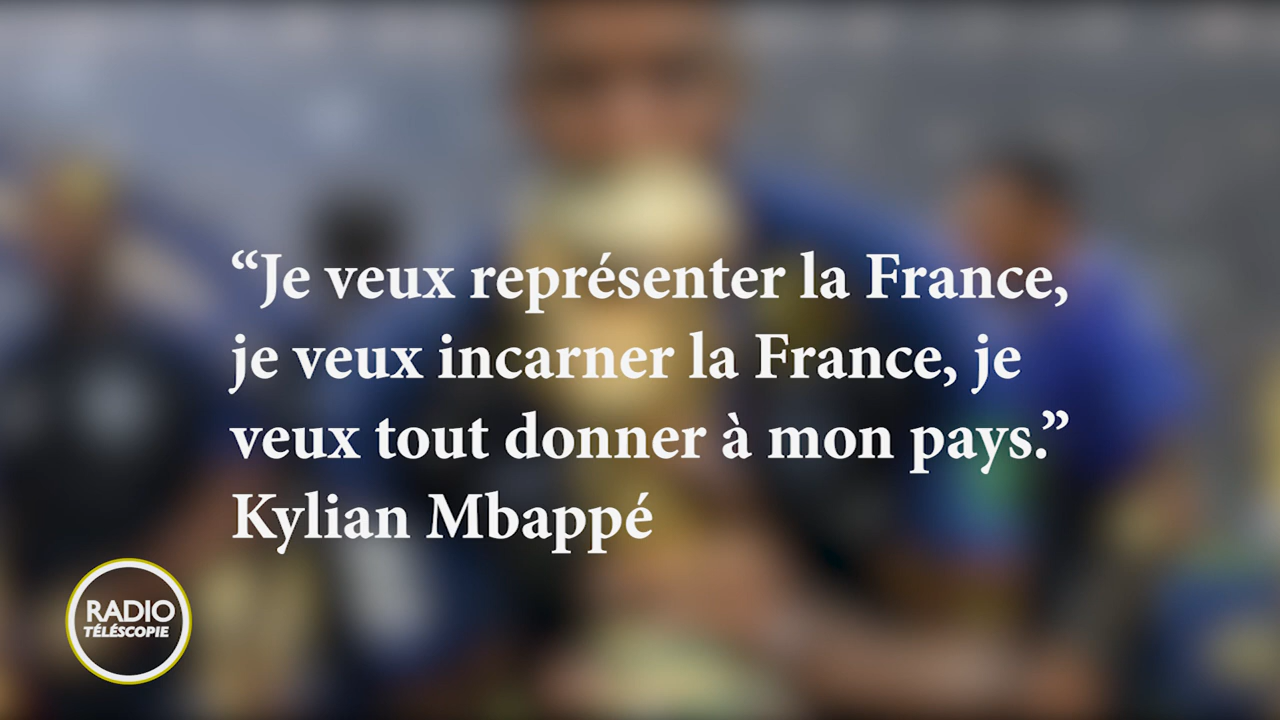 “Je veux représenter la France,
je veux incarner la France, je
veux tout donner à mon pays.”
Kylian Mbappé
RADIO
TÉLÉSCOPIE